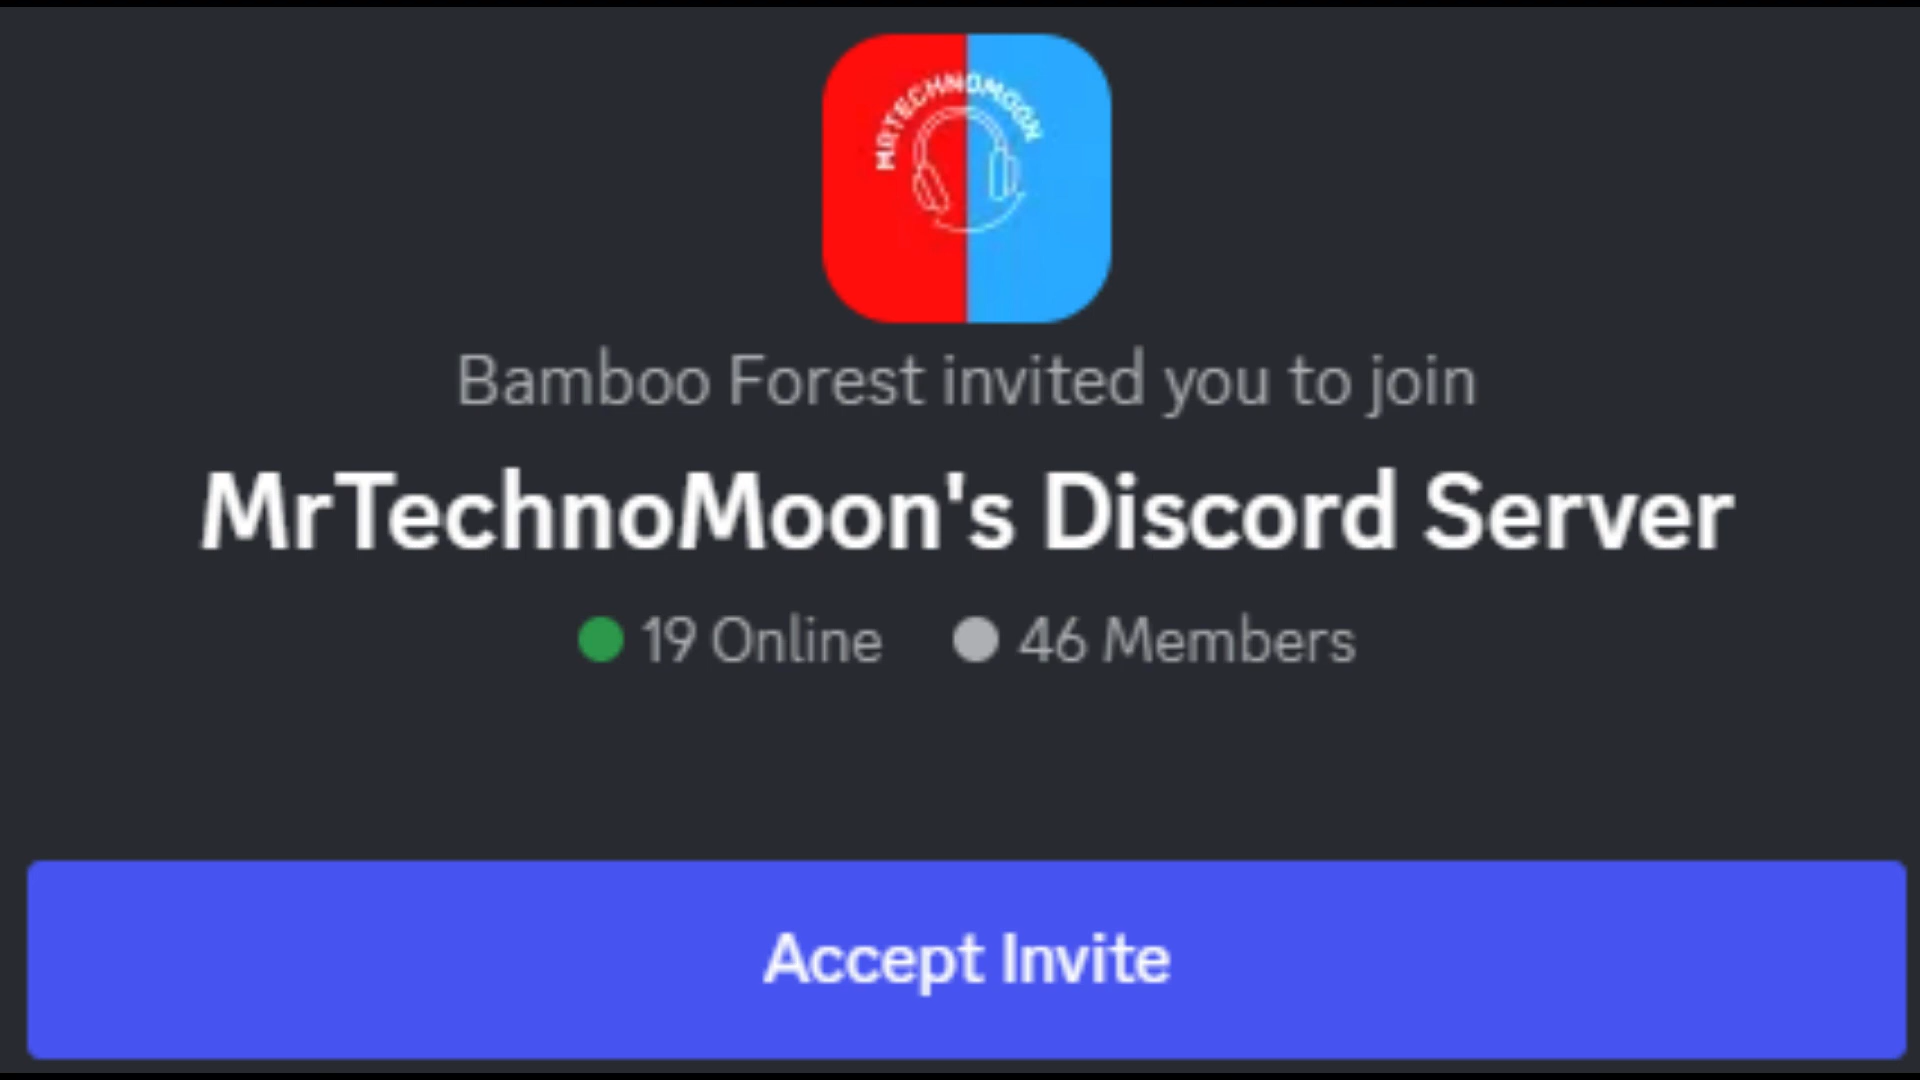 MRTECHNOMOON
Bamboo Forest invited you to join
MrTechnoMoon's Discord Server
19 Online 46 Members
Accept Invite